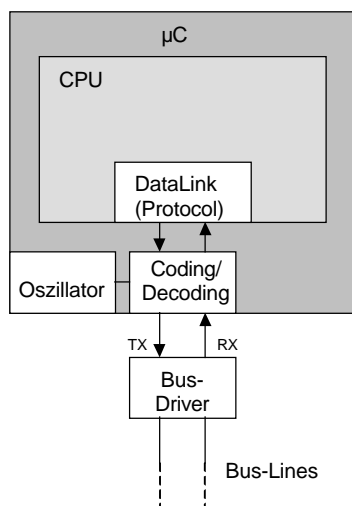 µC
CPU
DataLink
(Protocol)
Oszillator
Coding/
Decoding
TX
RX
Bus-
Driver
Bus-Lines